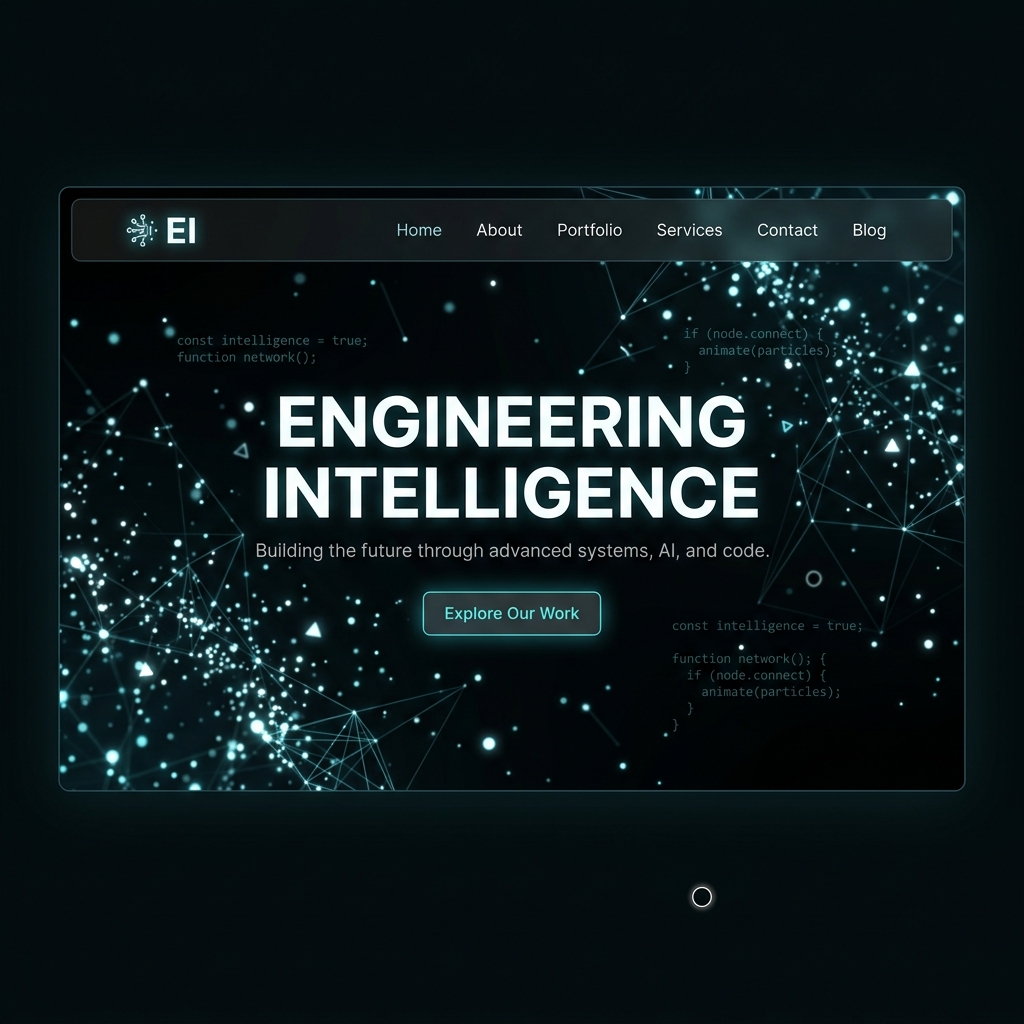 EI
Home About Portfolio Services Contact Blog
const intelligence = true;
function network();
if (node.connect) {
animate(particles);
}
ENGINEERING
INTELLIGENCE
Building the future through advanced systems, AI, and code.
Explore Our Work
const intelligence = true;
function network(); {
if (node.connect) {
animate(particles);
}
}